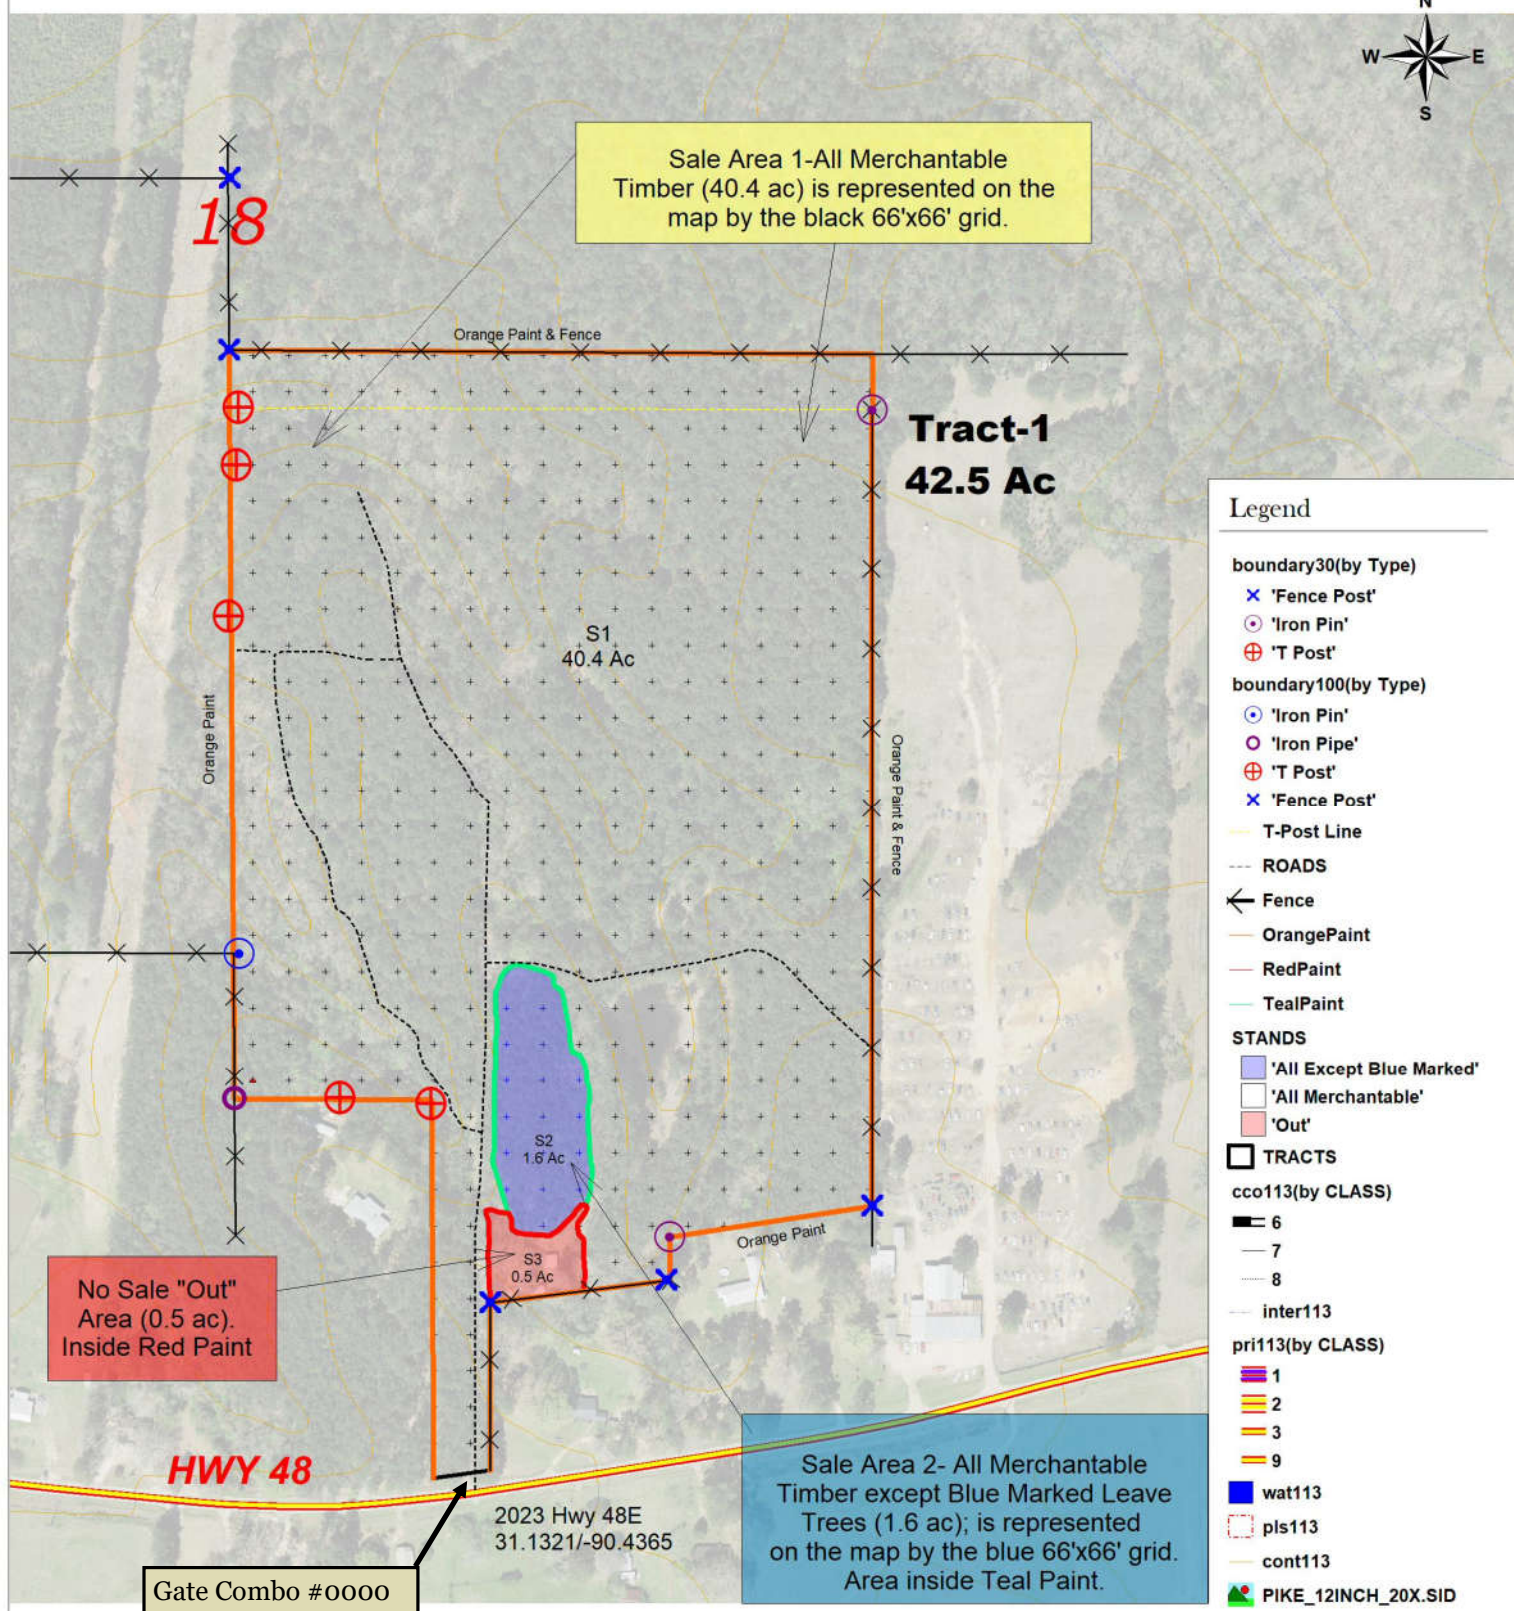 N
W
E
S
Sale Area 1-All Merchantable
Timber (40.4 ac) is represented on the
map by the black 66'x66' grid.
18
Orange Paint & Fence
Tract-1
42.5 Ac
S1
40.4 Ac
Orange Paint
Orange Paint & Fence
S2
1.6 Ac
Orange Paint
S3
0.5 Ac
No Sale "Out"
Area (0.5 ac).
Inside Red Paint
HWY 48
2023 Hwy 48E
31.1321/-90.4365
Gate Combo #0000
Sale Area 2- All Merchantable
Timber except Blue Marked Leave
Trees (1.6 ac); is represented
on the map by the blue 66'x66' grid.
Area inside Teal Paint.
Legend
boundary30(by Type)
'Fence Post'
'Iron Pin'
'T Post'
boundary100(by Type)
'Iron Pin'
'Iron Pipe'
'T Post'
'Fence Post'
T-Post Line
ROADS
Fence
OrangePaint
RedPaint
TealPaint
STANDS
'All Except Blue Marked'
'All Merchantable'
'Out'
TRACTS
cco113(by CLASS)
6
7
8
inter113
pri113(by CLASS)
1
2
3
9
wat113
pls113
cont113
PIKE_12INCH_20X.SID